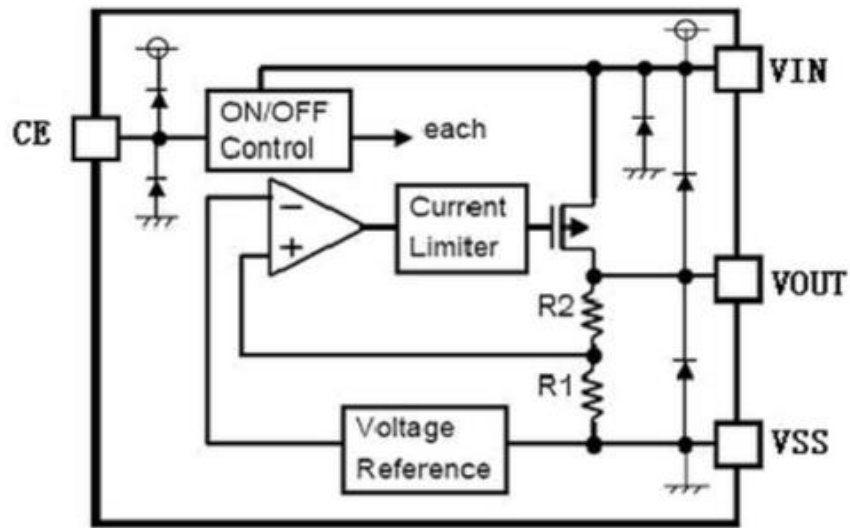 VIN
CE
ON/OFF
Control
each
−
+
Current
Limiter
R2
VOUT
R1
Voltage
Reference
VSS